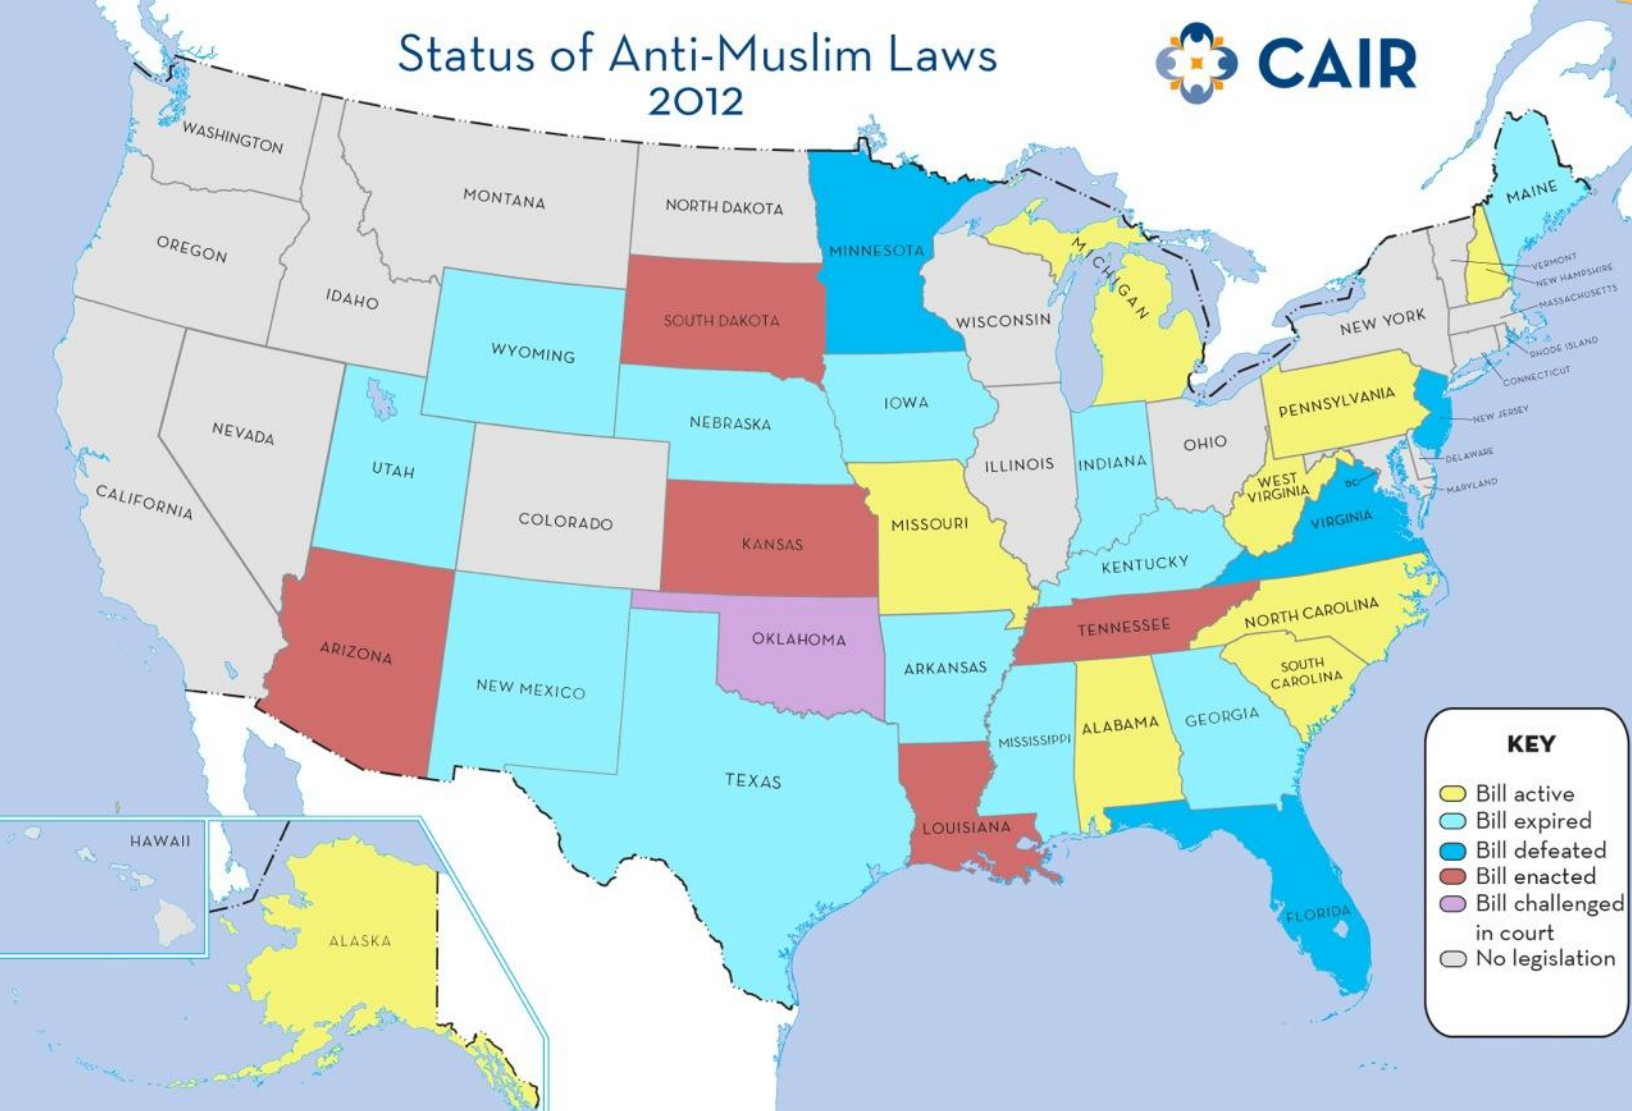 Status of Anti-Muslim Laws
2012
CAIR
WASHINGTON
MONTANA
NORTH DAKOTA
MINNESOTA
MAINE
OREGON
IDAHO
WYOMING
SOUTH DAKOTA
WISCONSIN
MICHIGAN
NEW YORK
VERMONT
NEW HAMPSHIRE
MASSACHUSETTS
RHODE ISLAND
CONNECTICUT
NEVADA
UTAH
NEBRASKA
IOWA
ILLINOIS
INDIANA
OHIO
PENNSYLVANIA
NEW JERSEY
DELAWARE
MARYLAND
CALIFORNIA
COLORADO
KANSAS
MISSOURI
KENTUCKY
WEST
VIRGINIA
DC
VIRGINIA
ARIZONA
NEW MEXICO
OKLAHOMA
ARKANSAS
TENNESSEE
NORTH CAROLINA
SOUTH
CAROLINA
TEXAS
LOUISIANA
MISSISSIPPI
ALABAMA
GEORGIA
FLORIDA
HAWAII
ALASKA
KEY
Bill active
Bill expired
Bill defeated
Bill enacted
Bill challenged
in court
No legislation